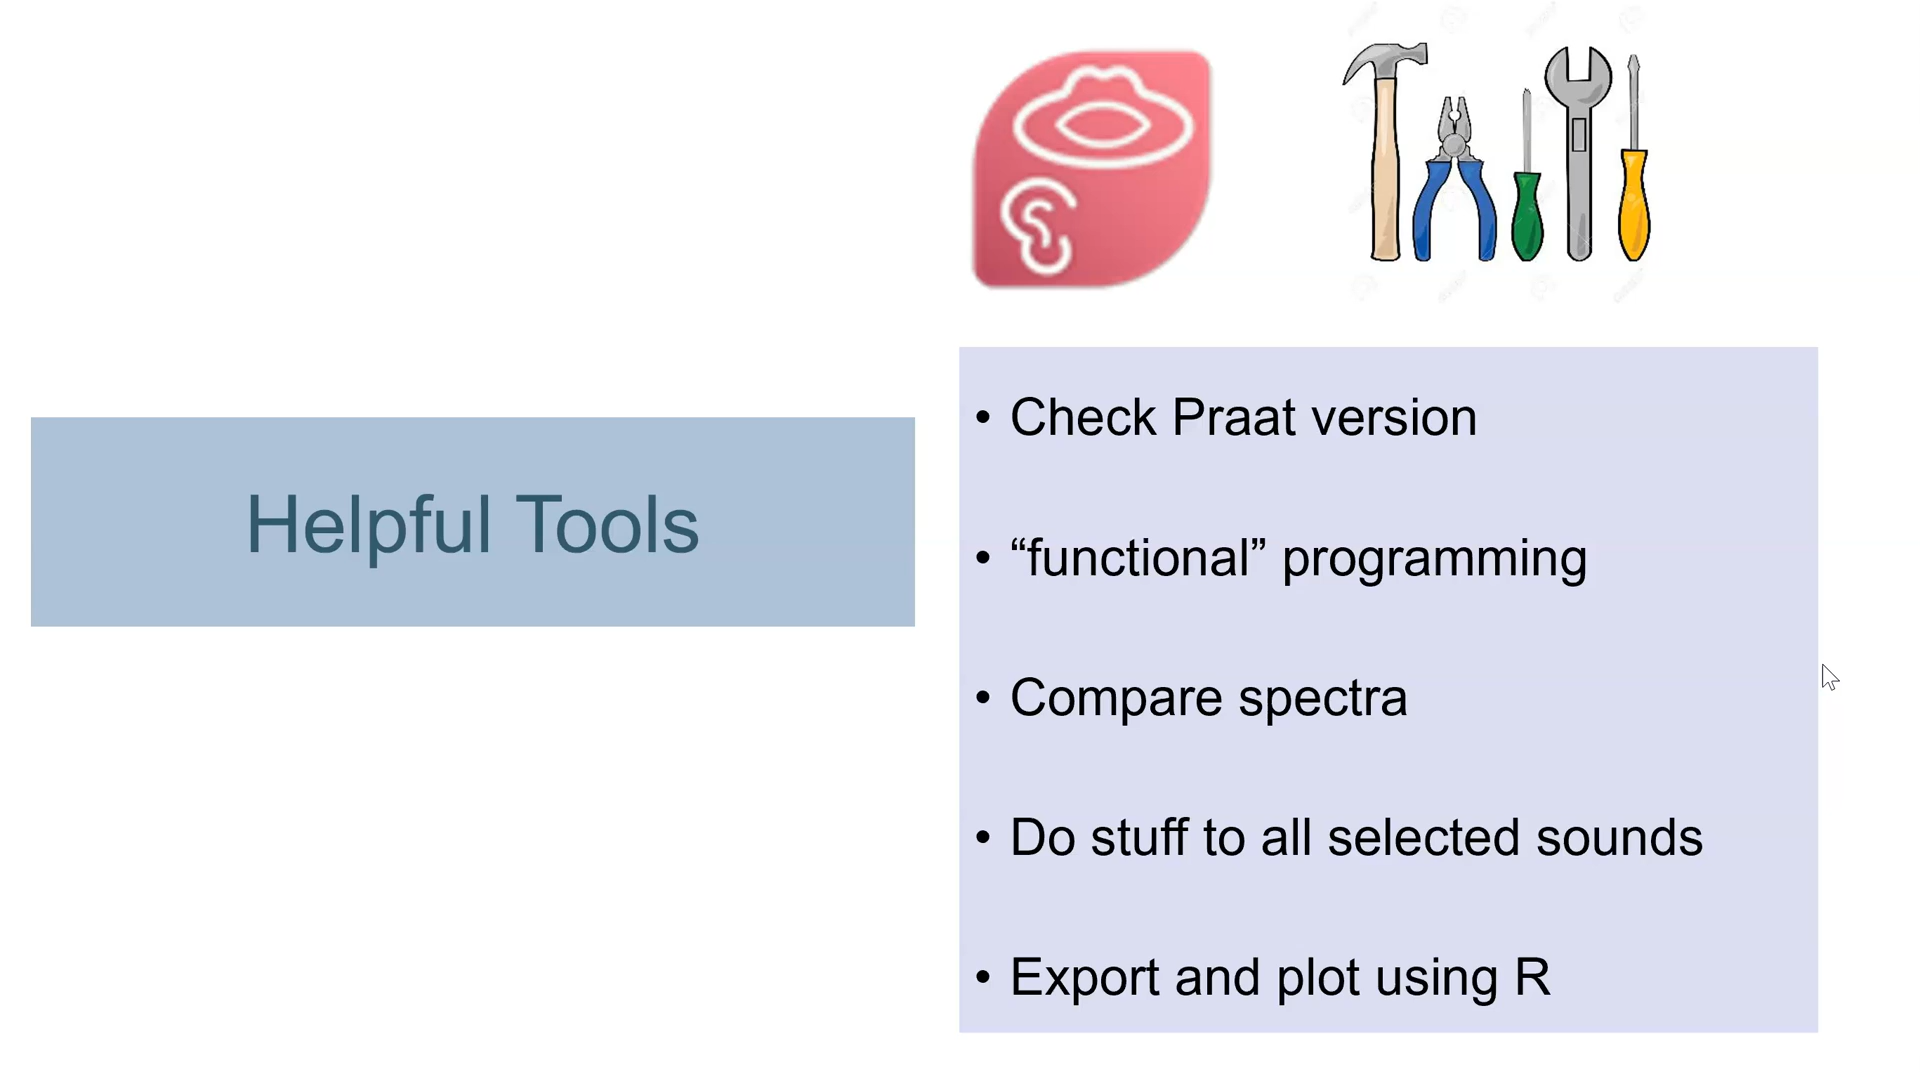 Helpful Tools
• Check Praat version
• “functional” programming
• Compare spectra
• Do stuff to all selected sounds
• Export and plot using R